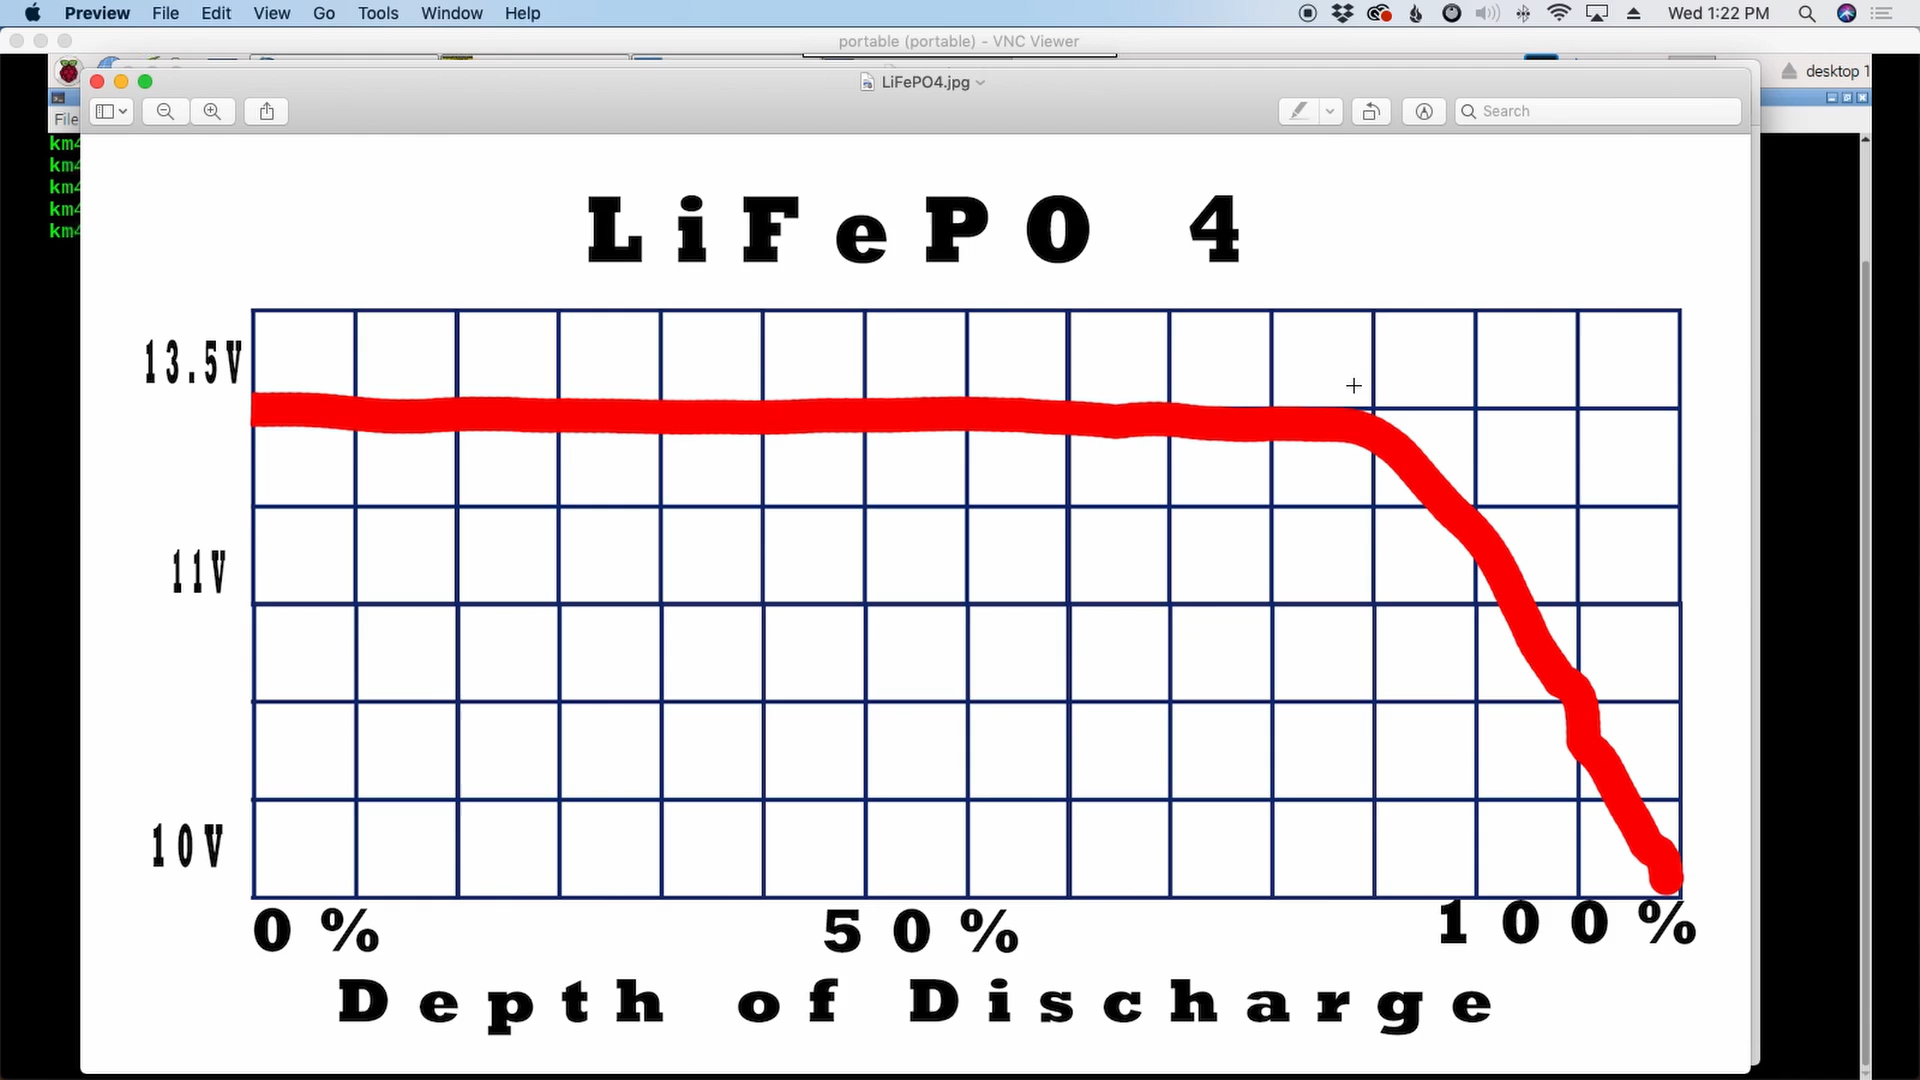 Preview File Edit View Go Tools Window Help Wed 1:22 PM
portable (portable) - VNC Viewer
desktop 1
LiFePO4.jpg
Search
File
km4
km4
km4
km4
km4
LiFePO 4
13.5V
11V
10V
0% 50% 100%
Depth of Discharge